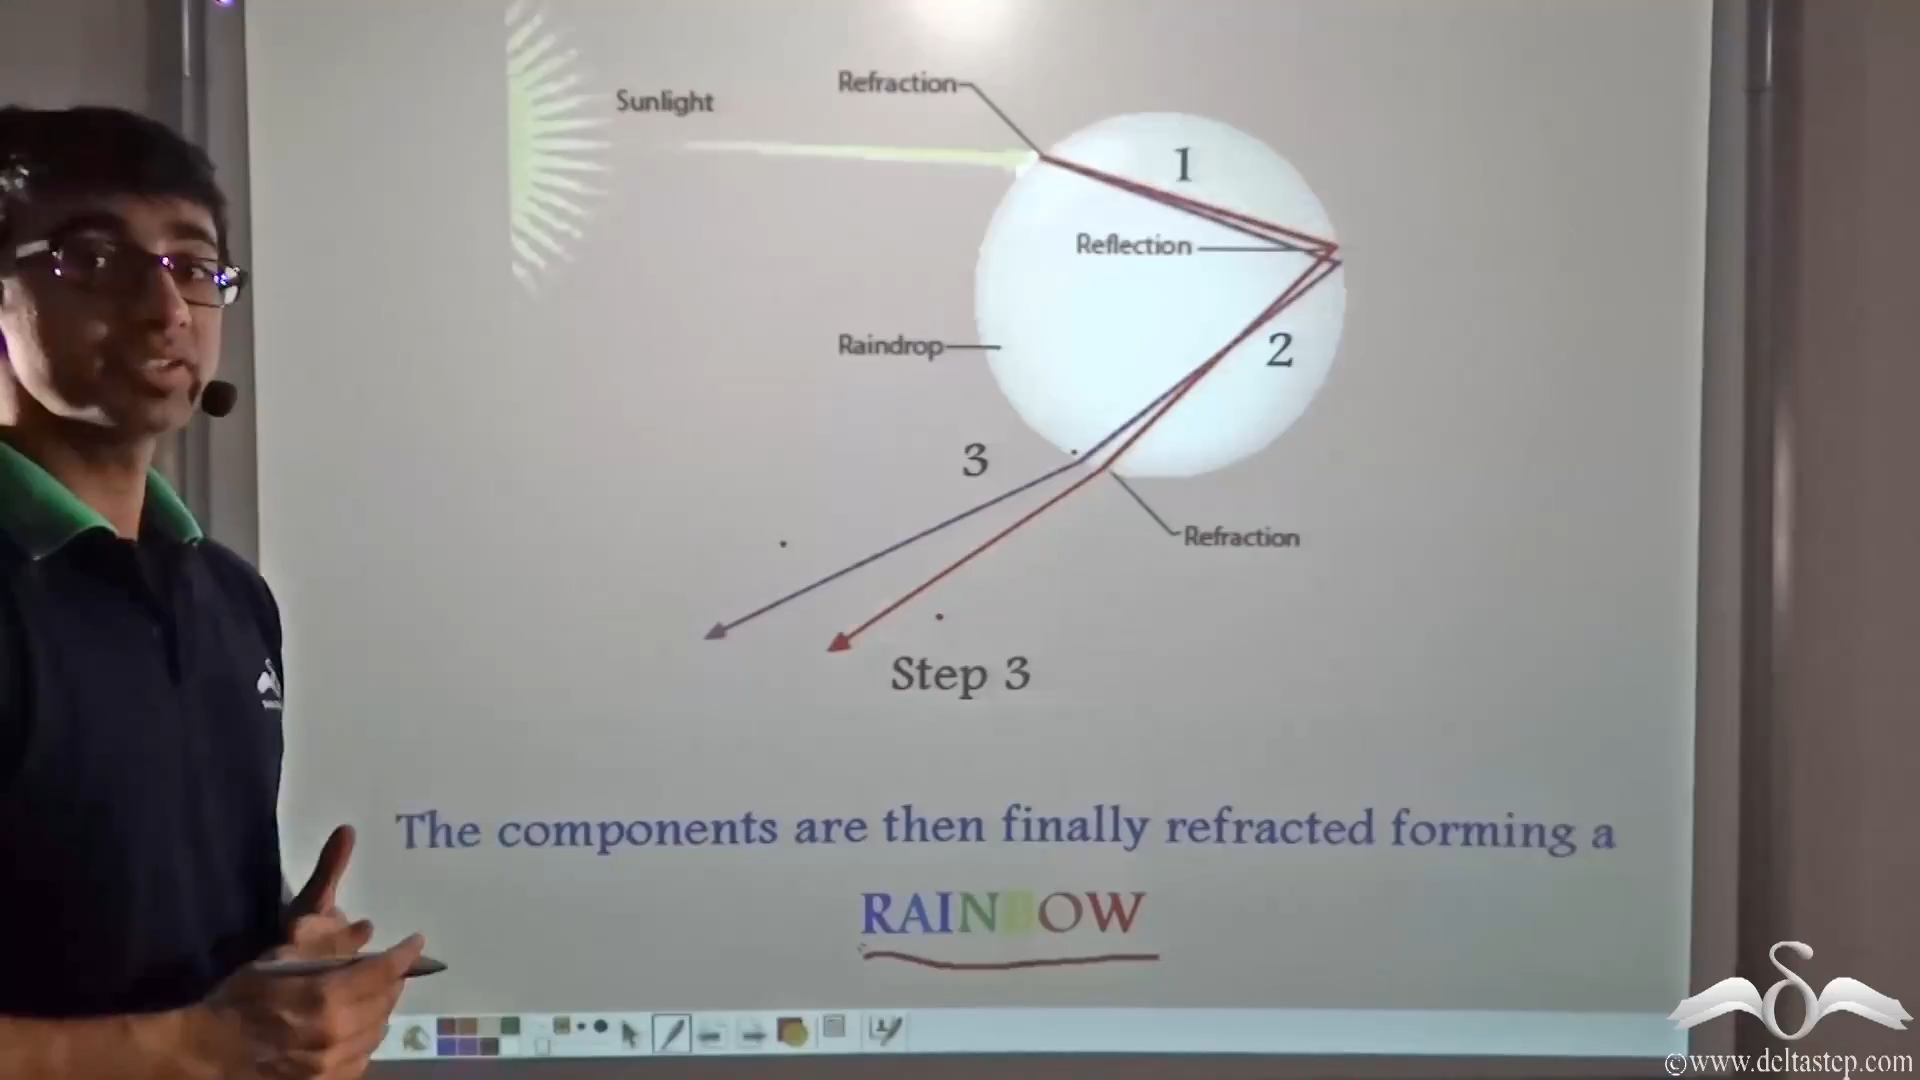 Sunlight
Refraction
1
Reflection
Raindrop
2
3
Refraction
Step 3
The components are then finally refracted forming a
RAINBOW
©www.deltastep.com